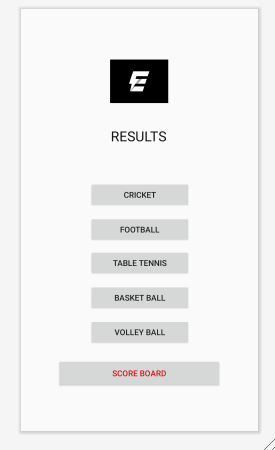 E
RESULTS
CRICKET
FOOTBALL
TABLE TENNIS
BASKET BALL
VOLLEY BALL
SCORE BOARD